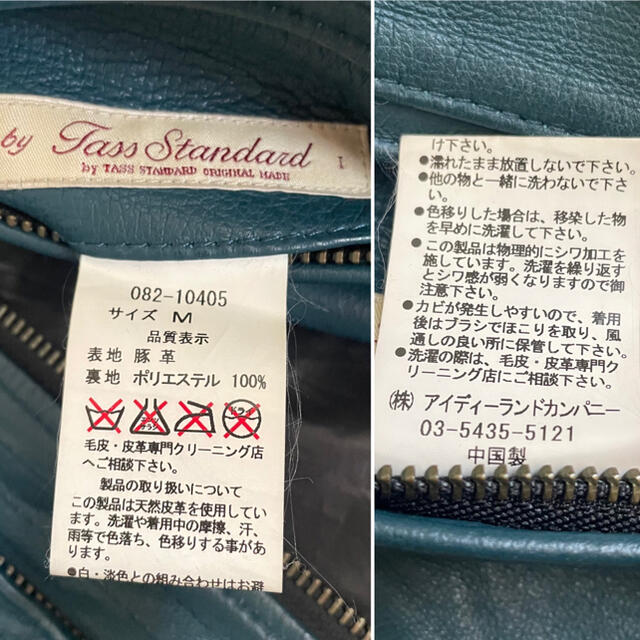 by Tass Standard
by TASS STANDARD ORIGINAL MADE
I
082-10405
サイズ M
品質表示
表地 豚 革
裏地 ポリエステル 100%
毛皮・皮革専門クリーニング店
へご相談下さい。
製品の取り扱いについて
この製品は天然皮革を使用してい
ます。洗濯や着用中の摩擦、汗、
雨等で色落ち、色移りする事があ
ります。
●白・淡色との組み合わせはお避
け下さい。
●濡れたまま放置しないで下さい。
●他の物と一緒に洗わないで下さ
い。
●色移りした場合は、移染した物
を早めに洗濯して下さい。
●この製品は物理的にシワ加工を
施しています。洗濯を繰り返す
とシワ感が弱くなりますので御
注意下さい。
●カビが発生しやすいので、着用
後はブラシでほこりを取り、風
通しの良い所に保管して下さい。
●洗濯の際は、毛皮・皮革専門ク
リーニング店にご相談下さい。
(株) アイディーランドカンパニー
03-5435-5121
中国製